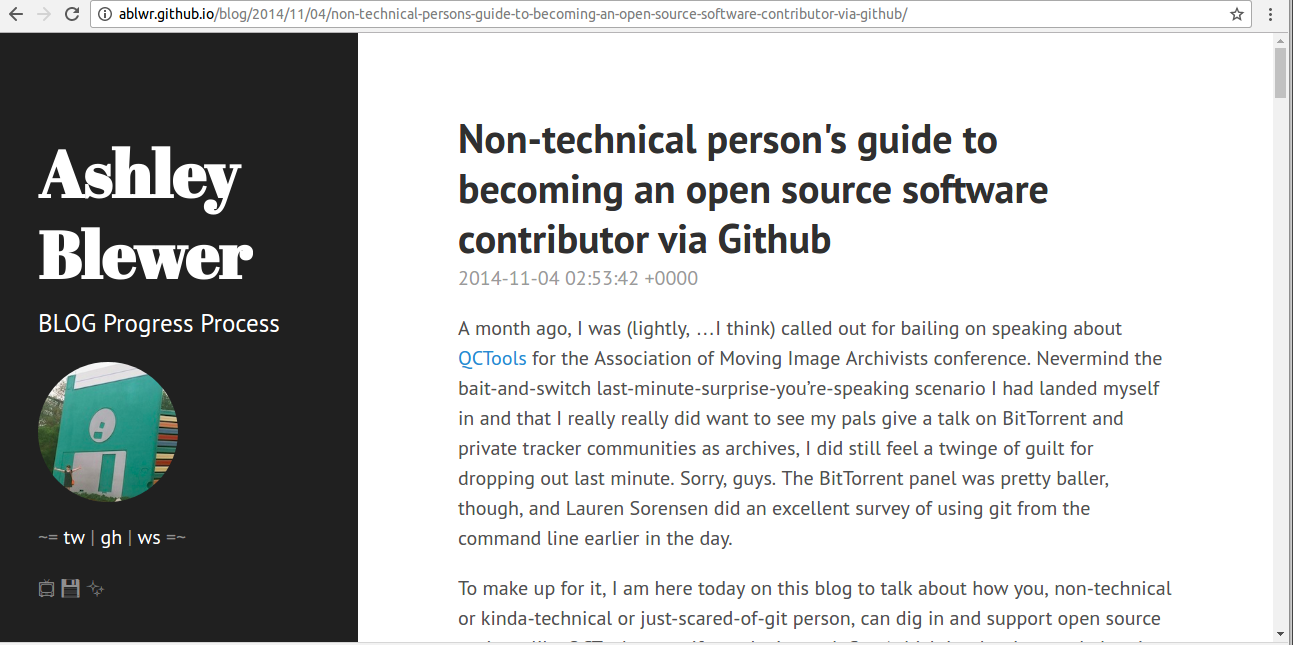 ablwr.github.io/blog/2014/11/04/non-technical-persons-guide-to-becoming-an-open-source-software-contributor-via-github/
Ashley
Blewer
BLOG Progress Process
~= tw | gh | ws =~
Non-technical person's guide to
becoming an open source software
contributor via Github
2014-11-04 02:53:42 +0000
A month ago, I was (lightly, …I think) called out for bailing on speaking about
QCTools for the Association of Moving Image Archivists conference. Nevermind the
bait-and-switch last-minute-surprise-you’re-speaking scenario I had landed myself
in and that I really really did want to see my pals give a talk on BitTorrent and
private tracker communities as archives, I did still feel a twinge of guilt for
dropping out last minute. Sorry, guys. The BitTorrent panel was pretty baller,
though, and Lauren Sorensen did an excellent survey of using git from the
command line earlier in the day.
To make up for it, I am here today on this blog to talk about how you, non-technical
or kinda-technical or just-scared-of-git person, can dig in and support open source